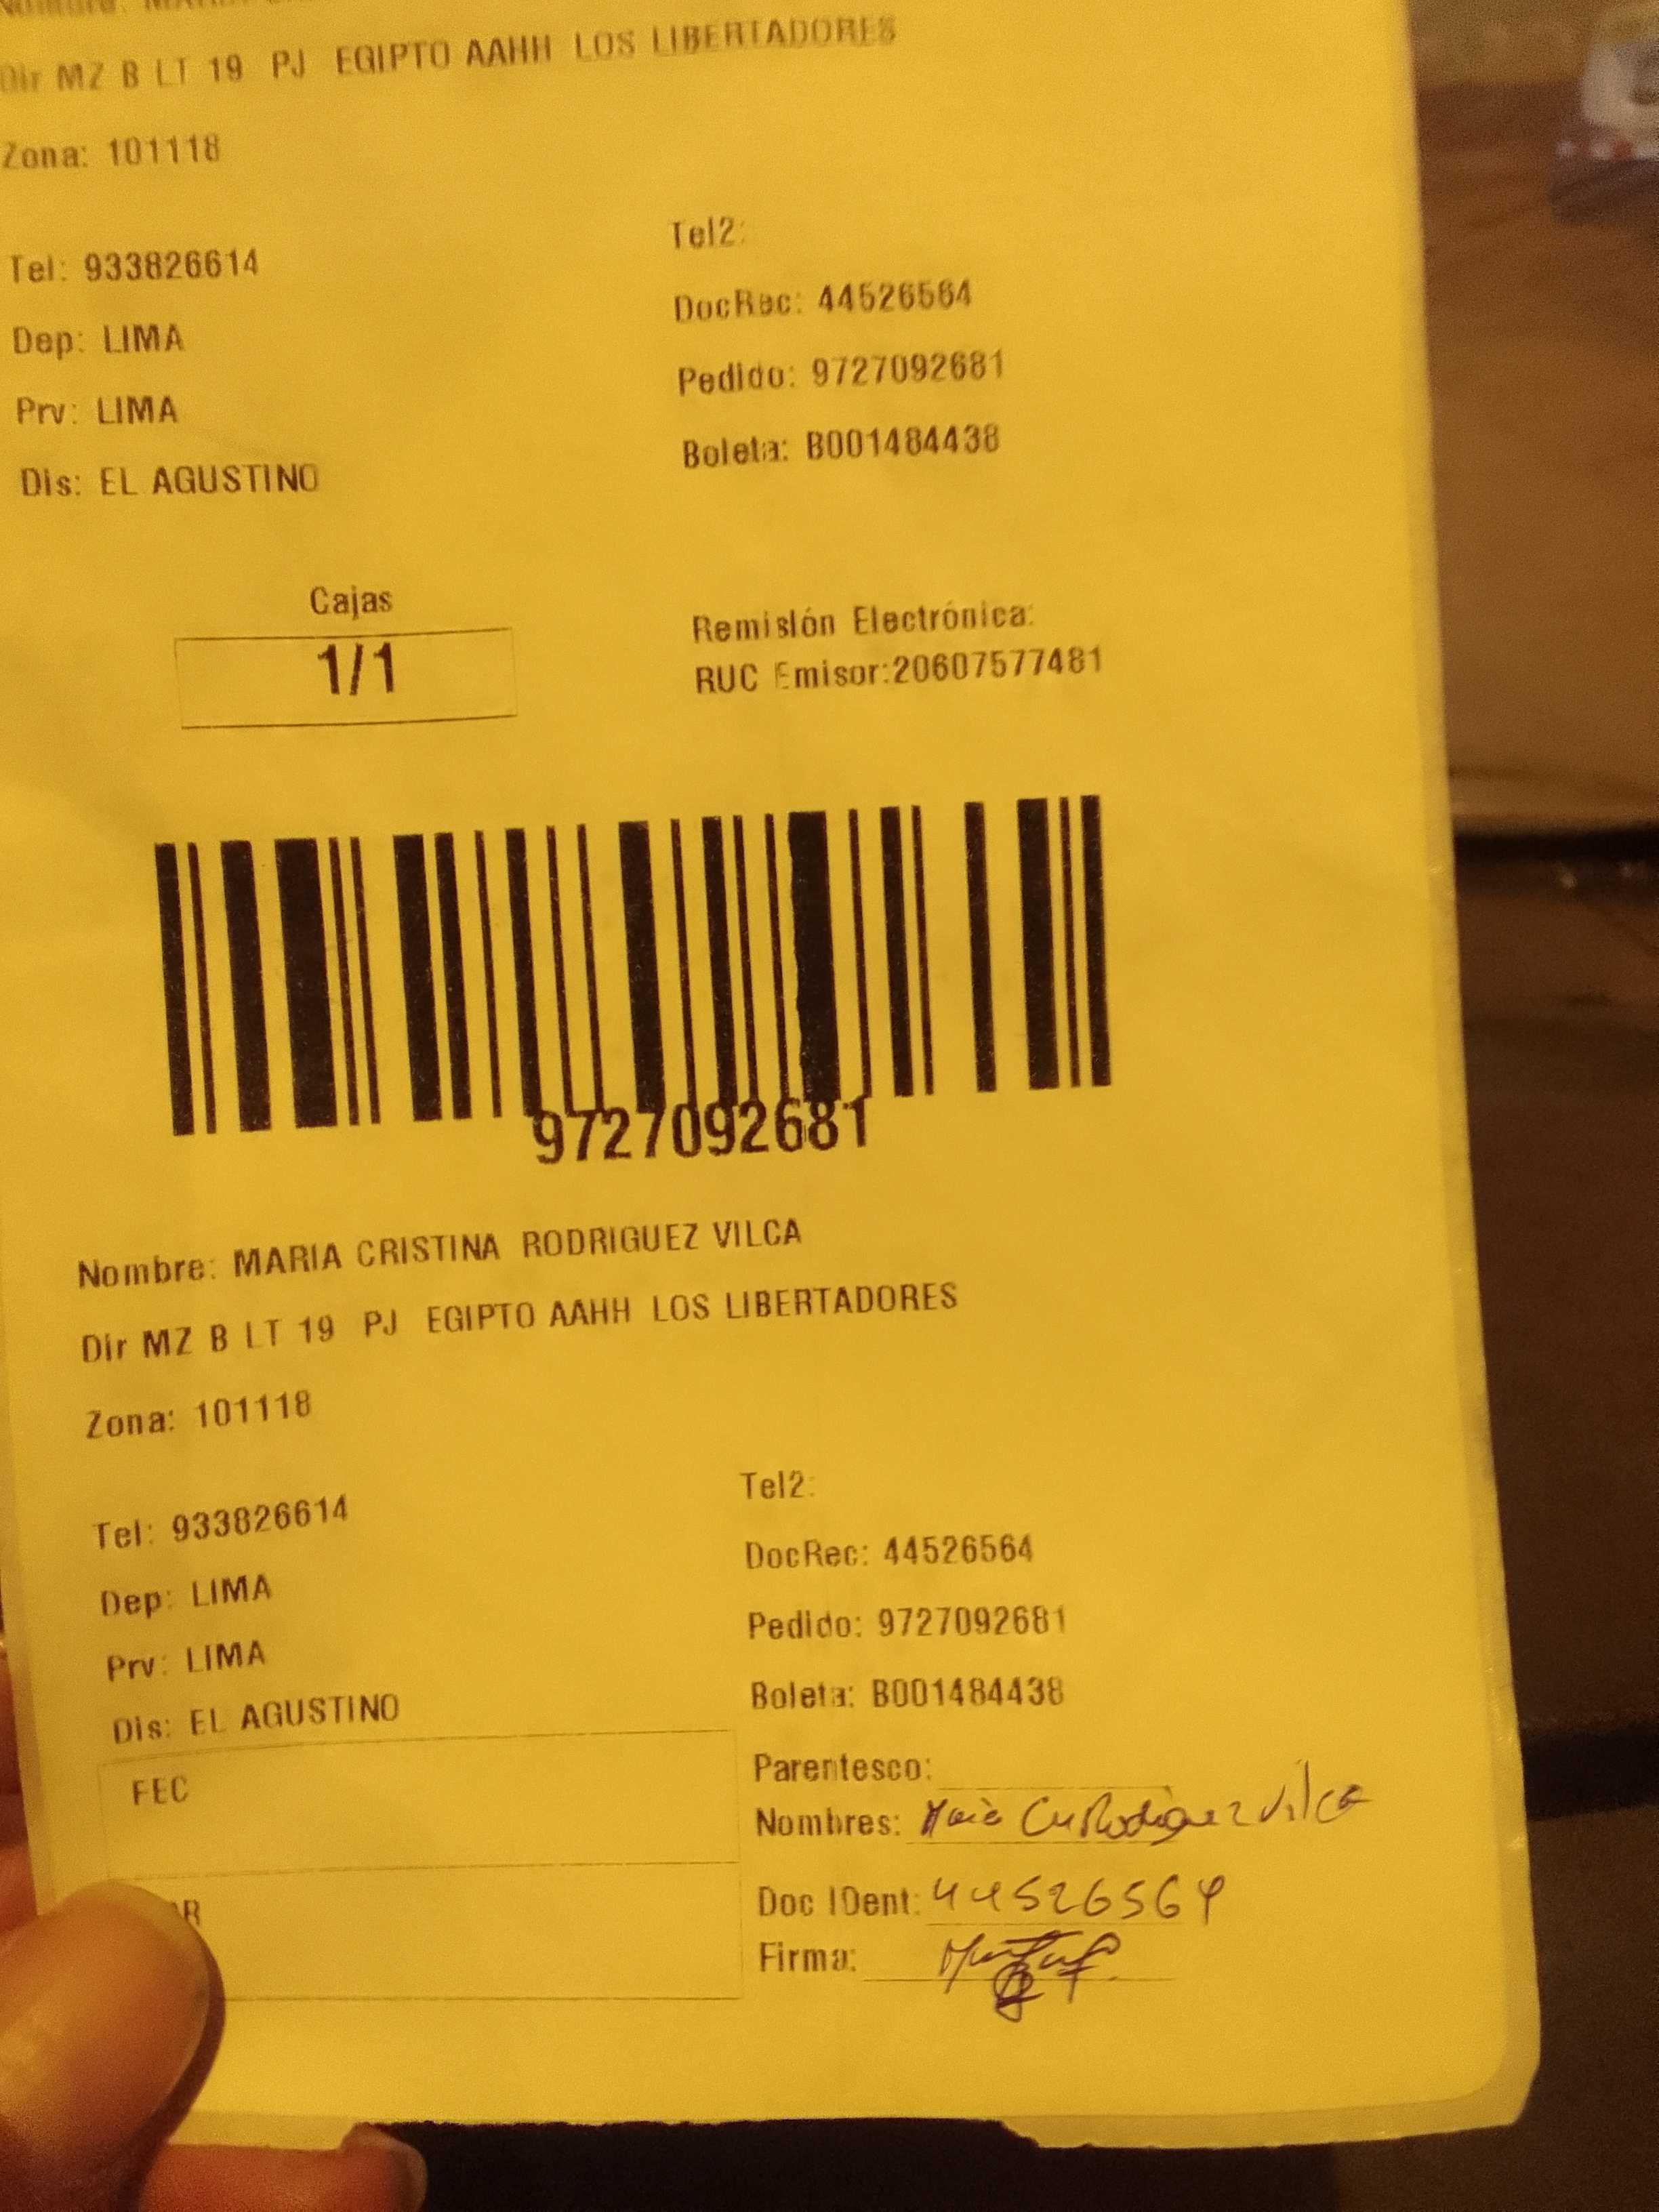 Dir MZ B LT 19 PJ EGIPTO AAHH LOS LIBERTADORES
Zona: 101118
Tel2:
Tel: 933826614
DocRec: 44526564
Dep: LIMA
Pedido: 9727092681
Prv: LIMA
Boleta: B001484438
Dis: EL AGUSTINO
Cajas
1/1
Remisión Electrónica:
RUC Emisor:20607577481
9727092681
Nombre: MARIA CRISTINA RODRIGUEZ VILCA
Dir MZ B LT 19 PJ EGIPTO AAHH LOS LIBERTADORES
Zona: 101118
Tel2:
Tel: 933826614
DocRec: 44526564
Dep: LIMA
Pedido: 9727092681
Prv: LIMA
Boleta: B001484438
Dis: EL AGUSTINO
Parentesco:
FEC
Nombres: Rodriguez Vilca
Doc IDent: 44526564
Firma: